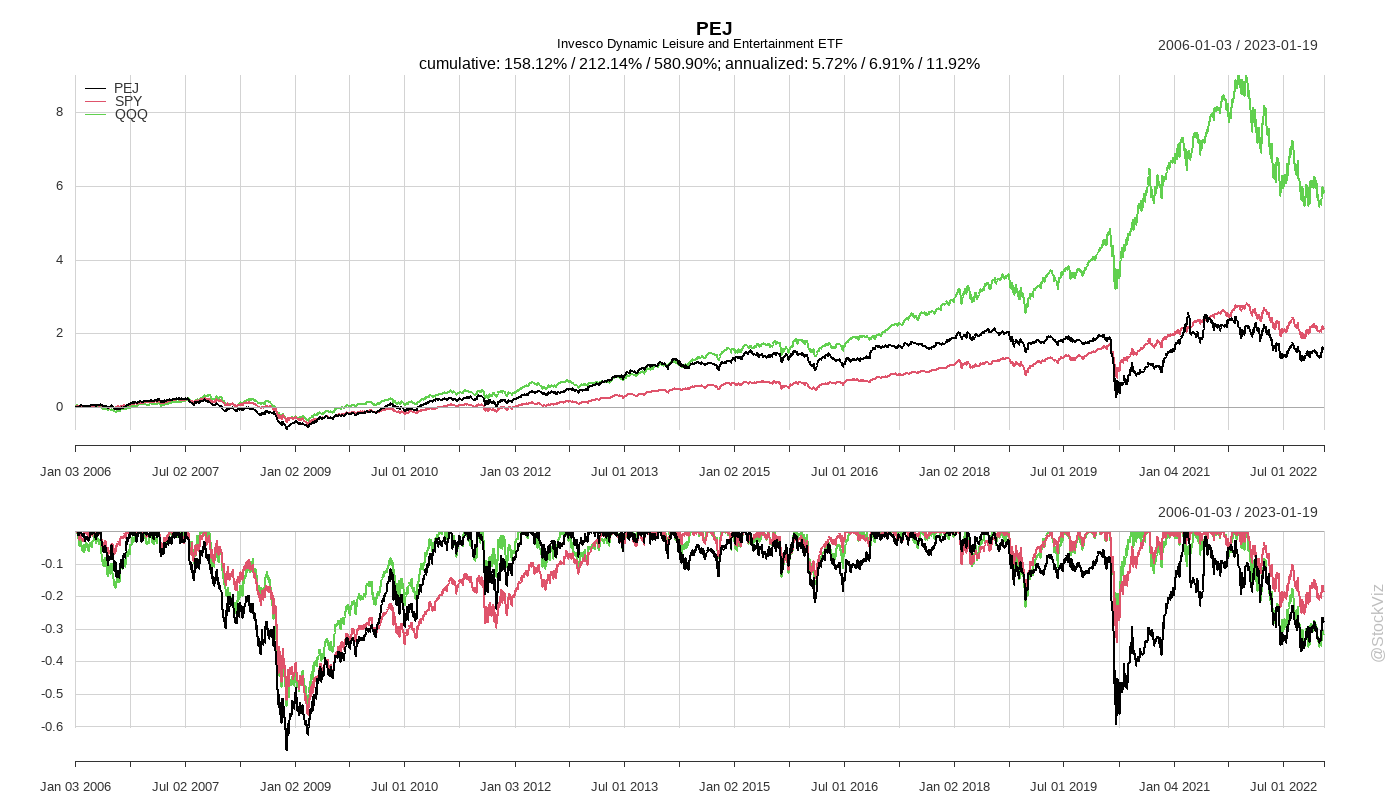 PEJ
Invesco Dynamic Leisure and Entertainment ETF
2006-01-03 / 2023-01-19
cumulative: 158.12% / 212.14% / 580.90%; annualized: 5.72% / 6.91% / 11.92%
PEJ
SPY
QQQ
8
6
4
2
0
Jan 03 2006 Jul 02 2007 Jan 02 2009 Jul 01 2010 Jan 03 2012 Jul 01 2013 Jan 02 2015 Jul 01 2016 Jan 02 2018 Jul 01 2019 Jan 04 2021 Jul 01 2022
2006-01-03 / 2023-01-19
-0.1
-0.2
-0.3
-0.4
-0.5
-0.6
Jan 03 2006 Jul 02 2007 Jan 02 2009 Jul 01 2010 Jan 03 2012 Jul 01 2013 Jan 02 2015 Jul 01 2016 Jan 02 2018 Jul 01 2019 Jan 04 2021 Jul 01 2022
@StockViz